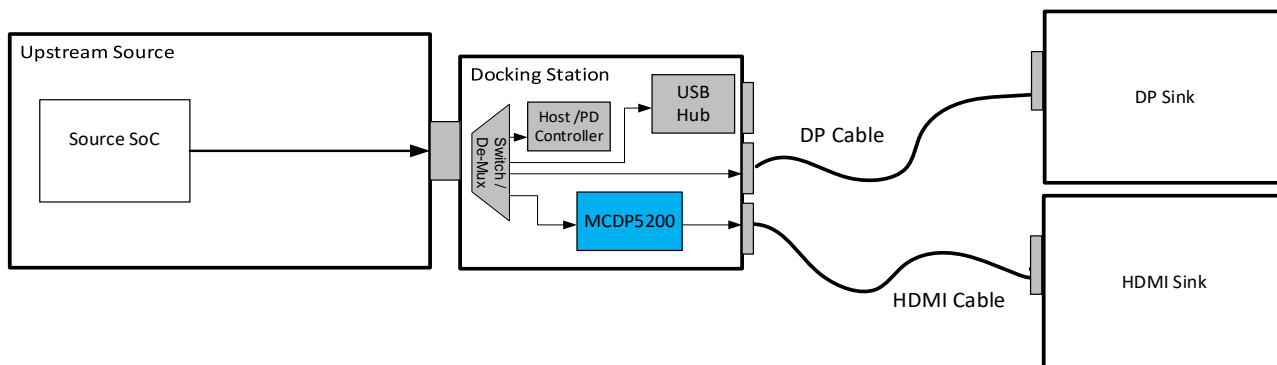 Upstream Source
Source SoC
Docking Station
Switch /
De-Mux
Host /PD
Controller
USB
Hub
MCDP5200
DP Cable
HDMI Cable
DP Sink
HDMI Sink